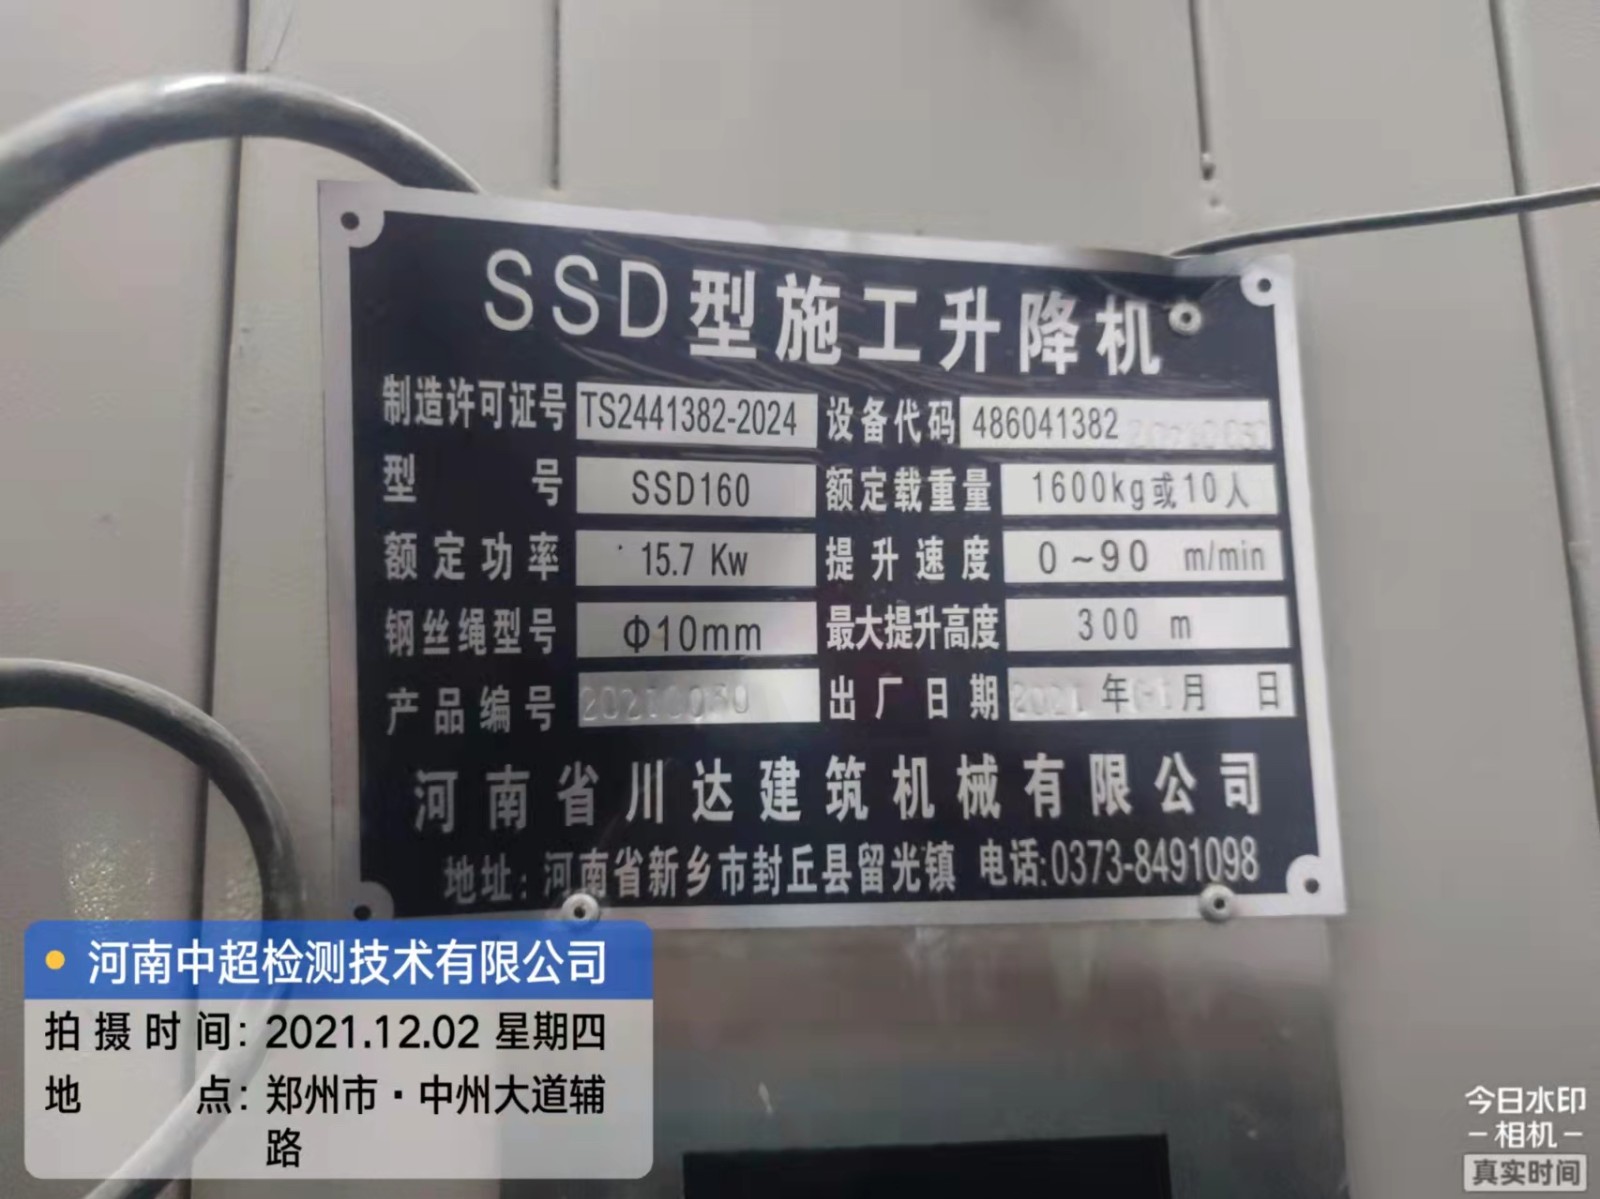 SSD型施工升降机
制造许可证号 TS2441382-2024 设备代码 486041382
型号 SSD160 额定载重量 1600kg或10人
额定功率 15.7 Kw 提升速度 0~90 m/min
钢丝绳型号 Φ10mm 最大提升高度 300 m
产品编号 出厂日期 2021 年 月 日
河南省川达建筑机械有限公司
地址:河南省新乡市封丘县留光镇 电话:0373-8491098
河南中超检测技术有限公司
拍摄时间: 2021.12.02 星期四
地点: 郑州市·中州大道辅
路
今日水印
-相机-
真实时间